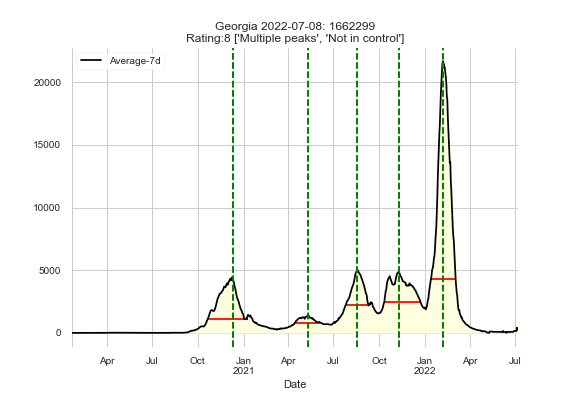 Georgia 2022-07-08: 1662299
Rating:8 ['Multiple peaks', 'Not in control']
Average-7d
20000
15000
10000
5000
0
Apr Jul Oct Jan Apr Jul Oct Jan Apr Jul
2021 2022
Date